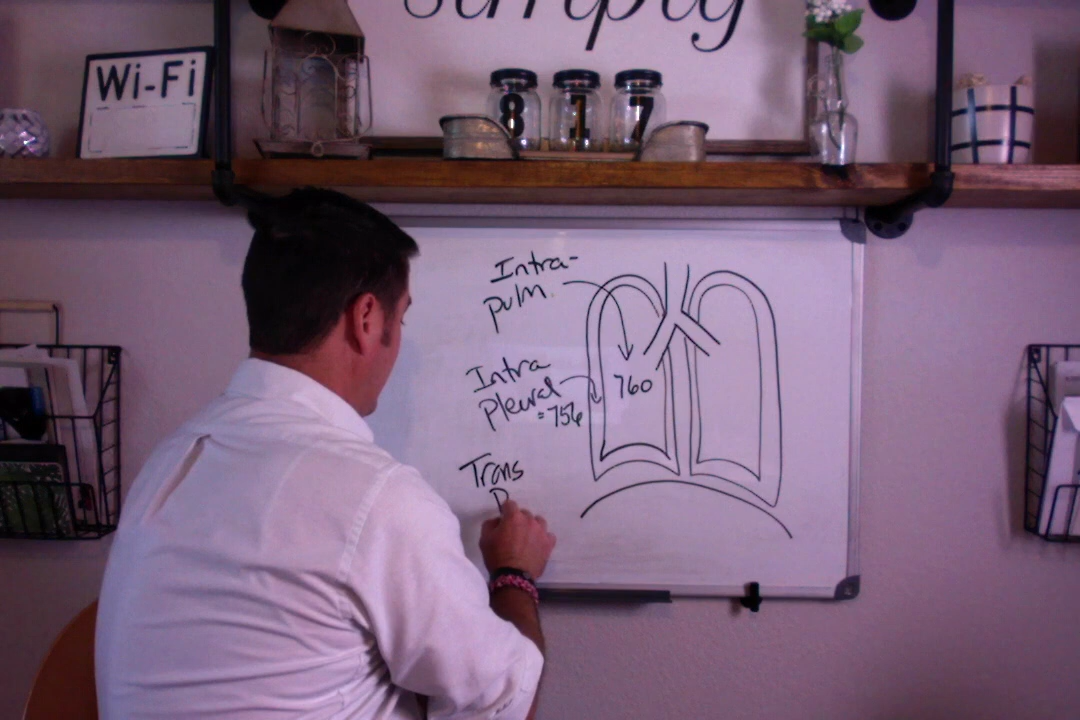 simply
Wi-Fi
8 1 7
Intra-
pulm.
Intra
pleural
=756
760
Trans
P